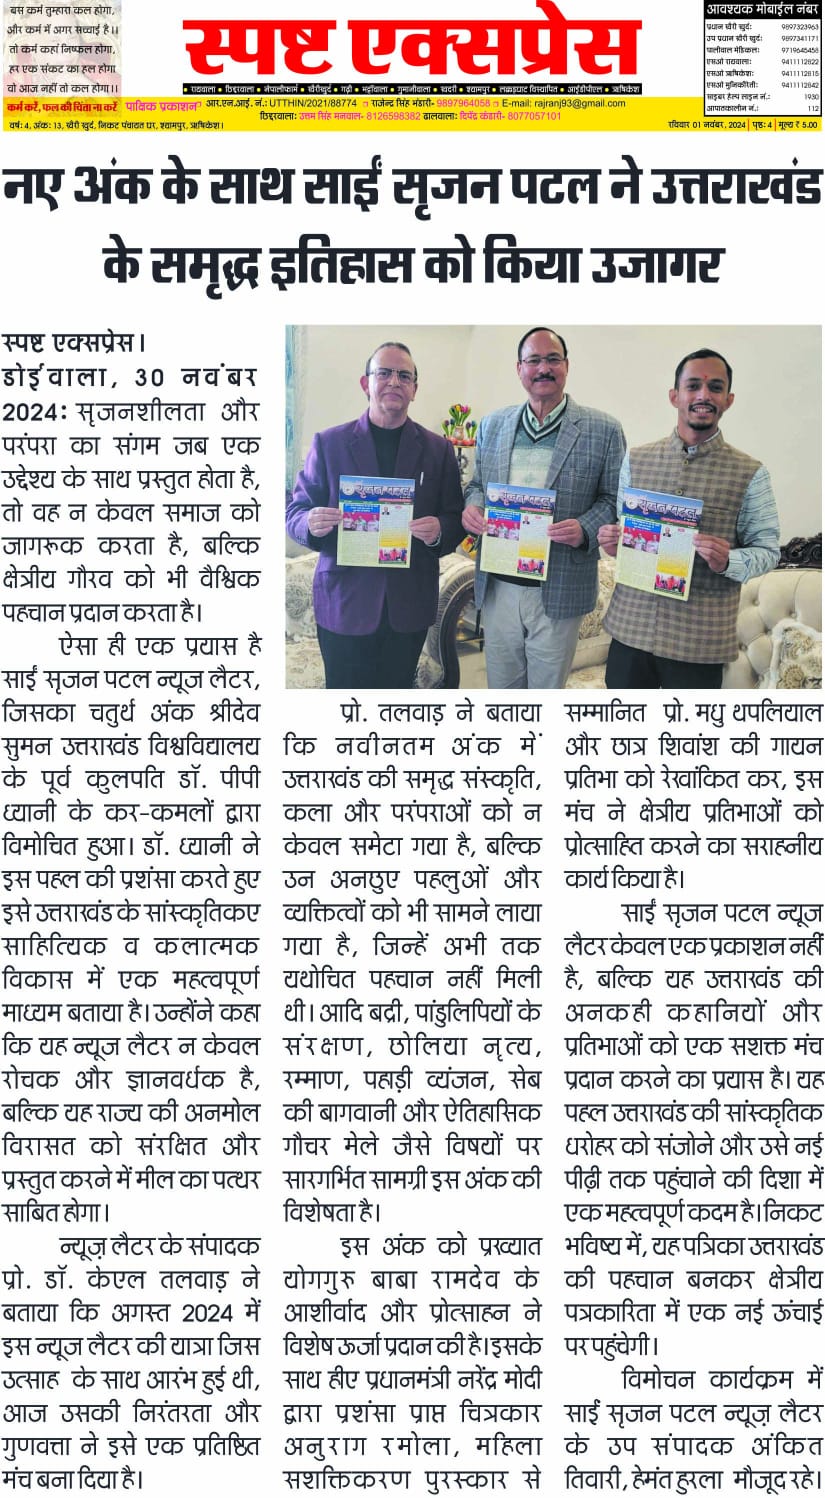 बस कर्म तुम्हारा कल होगा,
और कर्म में अगर सच्चाई है।।
तो कर्म कहां निष्फल होगा,
हर एक संकट का हल होगा
वो आज नहीं तो कल होगा।।
कर्म करें, फल की चिंता ना करें
स्पष्ट एक्सप्रेस
रायवाला • छिद्दरवाला • नेपालीफार्म • खैरीखुर्द • गढ़ी • भट्टोंवाला • गुमानीवाला • खदरी • श्यामपुर • लक्कड़घाट विस्थापित • आईडीपीएल • ऋषिकेश
आवश्यक मोबाईल नंबर
प्रधान खैरी खुर्द: 9897323963
उप प्रधान खैरी खुर्द: 9897341171
पालीवाल मेडिकल: 9719645458
एसओ रायवाला: 9411112822
एसओ ऋषिकेश: 9411112815
एसओ मुनिकीरेती: 9411112842
साइबर हेल्प लाइन नं.: 1930
आपातकालीन नं.: 112
पाक्षिक प्रकाशन? आर.एन.आई. नं.: UTTHIN/2021/88774 राजेन्द्र सिंह भंडारी- 9897964058 E-mail: rajranj93@gmail.com
छिद्दरवाला: उत्तम सिंह मनवाल- 8126598382 ढालवाला: दिपेंद्र कंडारी- 8077057101
वर्ष: 4, अंक: 13, खैरी खुर्द, निकट पंचायत घर, श्यामपुर, ऋषिकेश।
रविवार 01 नवंबर, 2024 | पृष्ठ: 4 | मूल्य ₹ 5.00
नए अंक के साथ साईं सृजन पटल ने उत्तराखंड
के समृद्ध इतिहास को किया उजागर
स्पष्ट एक्सप्रेस।
डोईवाला, 30 नवंबर
2024: सृजनशीलता और
परंपरा का संगम जब एक
उद्देश्य के साथ प्रस्तुत होता है,
तो वह न केवल समाज को
जागरूक करता है, बल्कि
क्षेत्रीय गौरव को भी वैश्विक
पहचान प्रदान करता है।
ऐसा ही एक प्रयास है
साईं सृजन पटल न्यूज लैटर,
जिसका चतुर्थ अंक श्रीदेव
सुमन उत्तराखंड विश्वविद्यालय
के पूर्व कुलपति डॉ. पीपी
ध्यानी के कर-कमलों द्वारा
विमोचित हुआ। डॉ. ध्यानी ने
इस पहल की प्रशंसा करते हुए
इसे उत्तराखंड के सांस्कृतिकए
साहित्यिक व कलात्मक
विकास में एक महत्वपूर्ण
माध्यम बताया है। उन्होंने कहा
कि यह न्यूज लैटर न केवल
रोचक और ज्ञानवर्धक है,
बल्कि यह राज्य की अनमोल
विरासत को संरक्षित और
प्रस्तुत करने में मील का पत्थर
साबित होगा।
न्यूज़ लैटर के संपादक
प्रो. डॉ. केएल तलवाड़ ने
बताया कि अगस्त 2024 में
इस न्यूज लैटर की यात्रा जिस
उत्साह के साथ आरंभ हुई थी,
आज उसकी निरंतरता और
गुणवत्ता ने इसे एक प्रतिष्ठित
मंच बना दिया है।
सृजन पटल
सृजन पटल
सृजन पटल
प्रो. तलवाड़ ने बताया
कि नवीनतम अंक में
उत्तराखंड की समृद्ध संस्कृति,
कला और परंपराओं को न
केवल समेटा गया है, बल्कि
उन अनछुए पहलुओं और
व्यक्तित्वों को भी सामने लाया
गया है, जिन्हें अभी तक
यथोचित पहचान नहीं मिली
थी। आदि बद्री, पांडुलिपियों के
संरक्षण, छोलिया नृत्य,
रम्माण, पहाड़ी व्यंजन, सेब
की बागवानी और ऐतिहासिक
गौचर मेले जैसे विषयों पर
सारगर्भित सामग्री इस अंक की
विशेषता है।
इस अंक को प्रख्यात
योगगुरु बाबा रामदेव के
आशीर्वाद और प्रोत्साहन ने
विशेष ऊर्जा प्रदान की है। इसके
साथ हीए प्रधानमंत्री नरेंद्र मोदी
द्वारा प्रशंसा प्राप्त चित्रकार
अनुराग रमोला, महिला
सशक्तिकरण पुरस्कार से
सम्मानित प्रो. मधु थपलियाल
और छात्र शिवांश की गायन
प्रतिभा को रेखांकित कर, इस
मंच ने क्षेत्रीय प्रतिभाओं को
प्रोत्साहित करने का सराहनीय
कार्य किया है।
साईं सृजन पटल न्यूज
लैटर केवल एक प्रकाशन नहीं
है, बल्कि यह उत्तराखंड की
अनकही कहानियों और
प्रतिभाओं को एक सशक्त मंच
प्रदान करने का प्रयास है। यह
पहल उत्तराखंड की सांस्कृतिक
धरोहर को संजोने और उसे नई
पीढ़ी तक पहुंचाने की दिशा में
एक महत्वपूर्ण कदम है। निकट
भविष्य में, यह पत्रिका उत्तराखंड
की पहचान बनकर क्षेत्रीय
पत्रकारिता में एक नई ऊंचाई
पर पहुंचेगी।
विमोचन कार्यक्रम में
साईं सृजन पटल न्यूज़ लैटर
के उप संपादक अंकित
तिवारी, हेमंत हुरला मौजूद रहे।